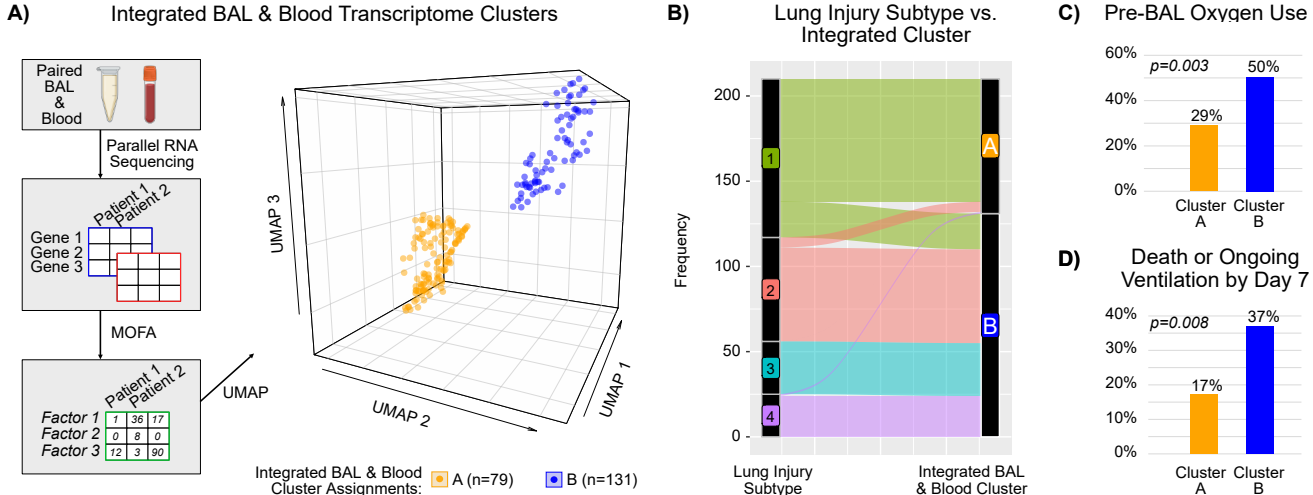 A)
Integrated BAL & Blood Transcriptome Clusters
Paired
BAL
&
Blood
Parallel RNA
Sequencing
Patient 1
Patient 2
Gene 1
Gene 2
Gene 3
MOFA
Patient 1
Patient 2
Factor 1 1 36 17
Factor 2 0 8 0
Factor 3 12 3 90
UMAP
UMAP 3
UMAP 2
UMAP 1
Integrated BAL & Blood
Cluster Assignments:
A (n=79)
B (n=131)
B)
Lung Injury Subtype vs.
Integrated Cluster
Frequency
200
150
100
50
0
1
2
3
4
A
B
Lung Injury
Subtype
Integrated BAL
& Blood Cluster
C)
Pre-BAL Oxygen Use
60%
40%
20%
0%
p=0.003
29%
50%
Cluster
A
Cluster
B
D)
Death or Ongoing
Ventilation by Day 7
40%
30%
20%
10%
0%
p=0.008
17%
37%
Cluster
A
Cluster
B